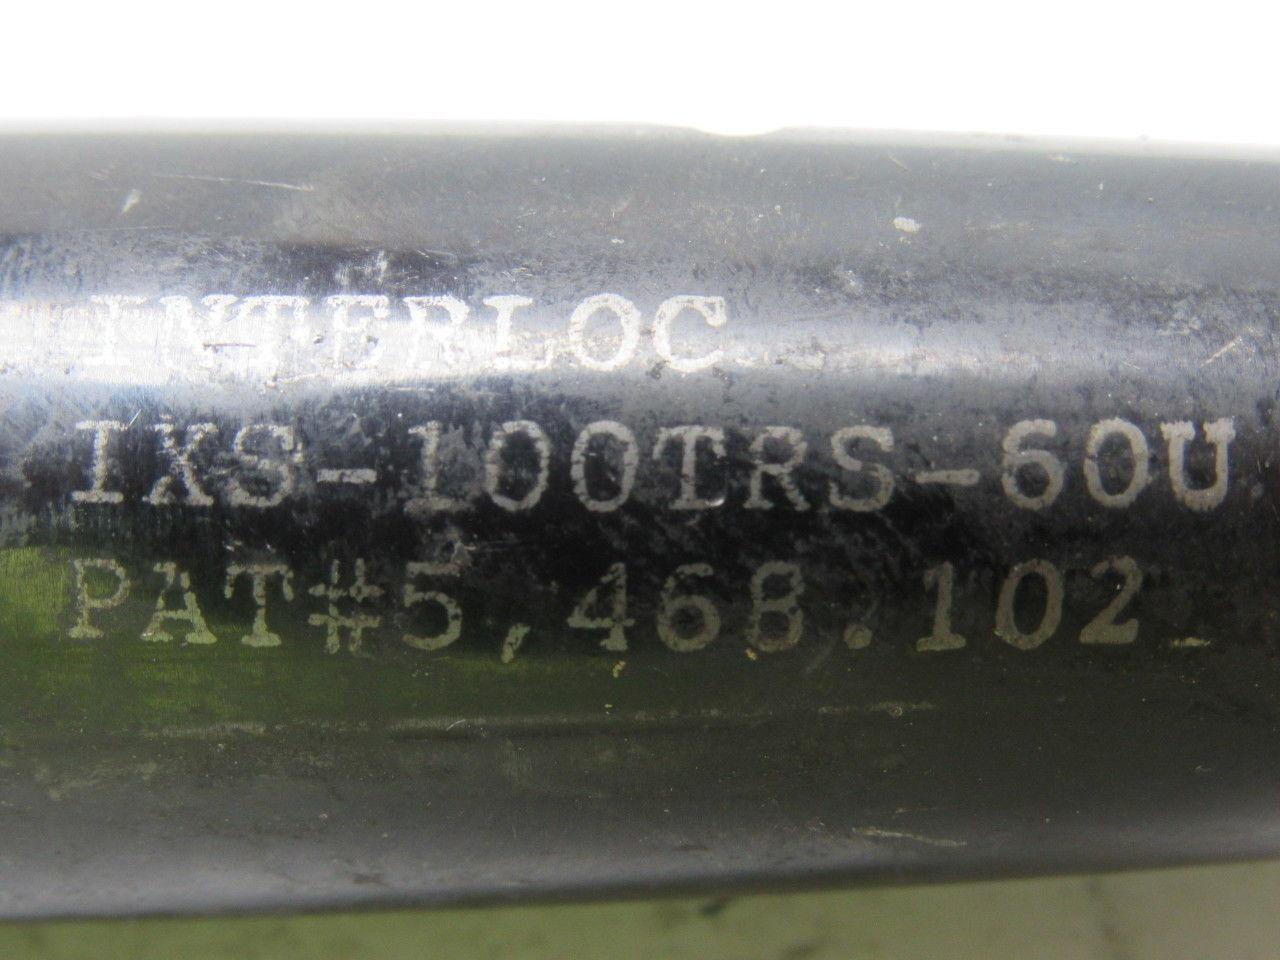 INTERLOC
IXS-100TRS-60U
PAT#5,468.102